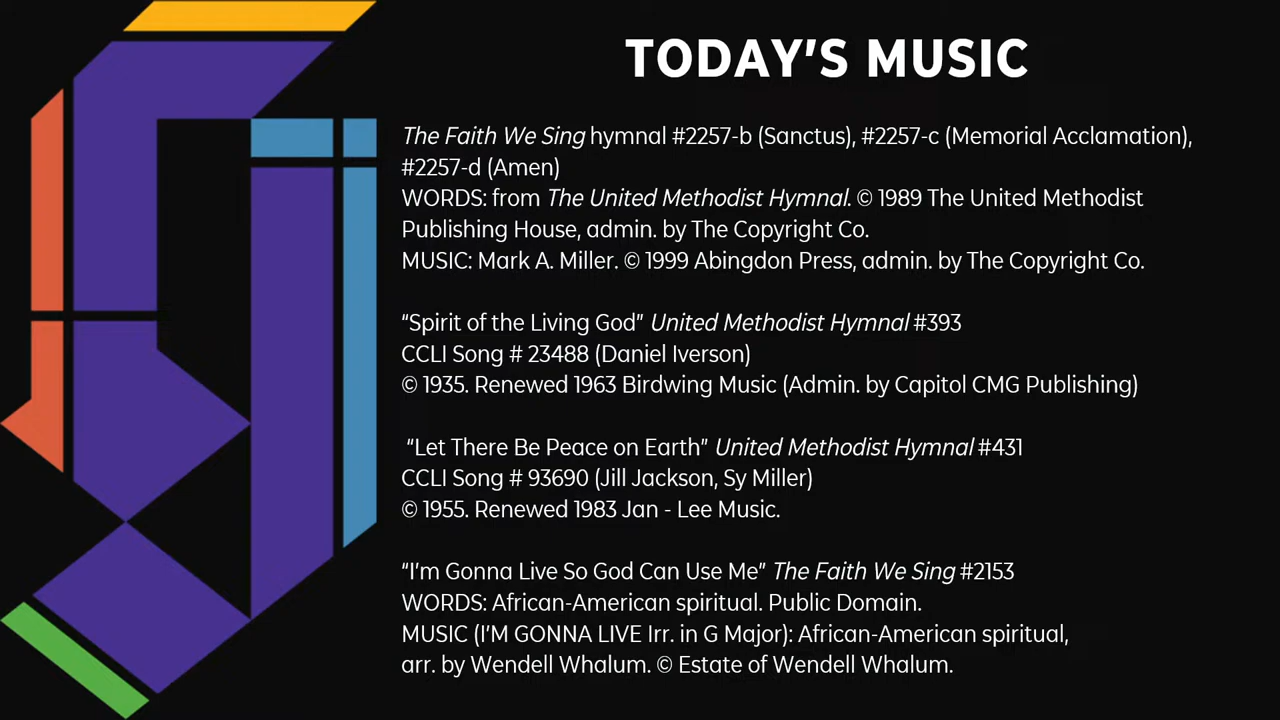 TODAY'S MUSIC
The Faith We Sing hymnal #2257-b (Sanctus), #2257-c (Memorial Acclamation),
#2257-d (Amen)
WORDS: from The United Methodist Hymnal. © 1989 The United Methodist
Publishing House, admin. by The Copyright Co.
MUSIC: Mark A. Miller. © 1999 Abingdon Press, admin. by The Copyright Co.
“Spirit of the Living God” United Methodist Hymnal #393
CCLI Song # 23488 (Daniel Iverson)
© 1935. Renewed 1963 Birdwing Music (Admin. by Capitol CMG Publishing)
“Let There Be Peace on Earth” United Methodist Hymnal #431
CCLI Song # 93690 (Jill Jackson, Sy Miller)
© 1955. Renewed 1983 Jan - Lee Music.
“I'm Gonna Live So God Can Use Me” The Faith We Sing #2153
WORDS: African-American spiritual. Public Domain.
MUSIC (I'M GONNA LIVE Irr. in G Major): African-American spiritual,
arr. by Wendell Whalum. © Estate of Wendell Whalum.